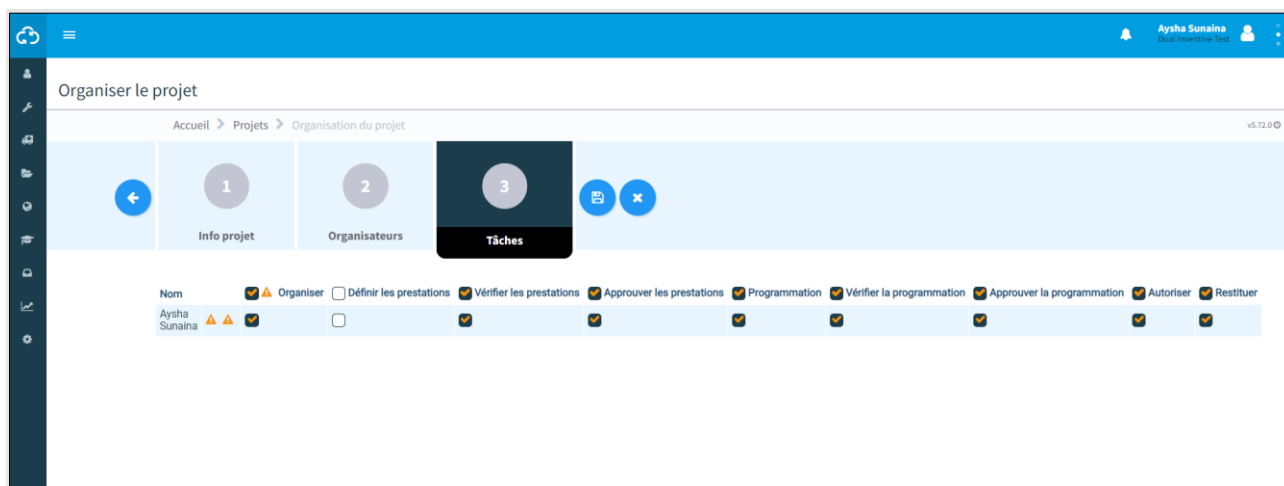 Aysha Sunaina
Dual Inventive Test
Organiser le projet
Accueil Projets Organisation du projet
v5.72.0
1
Info projet
2
Organisateurs
3
Tâches
Nom Organiser Définir les prestations Vérifier les prestations Approuver les prestations Programmation Vérifier la programmation Approuver la programmation Autoriser Restituer
Aysha
Sunaina